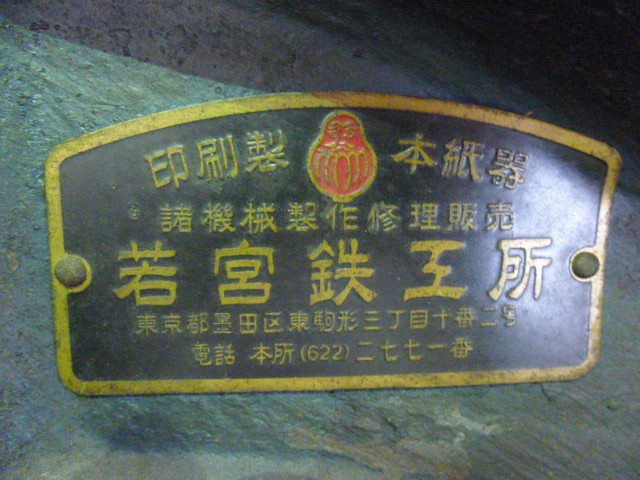 印刷製本紙器
諸機械製作修理販売
若宮鉄工所
東京都墨田区東駒形三丁目十番二号
電話 本所(622)二七七一番